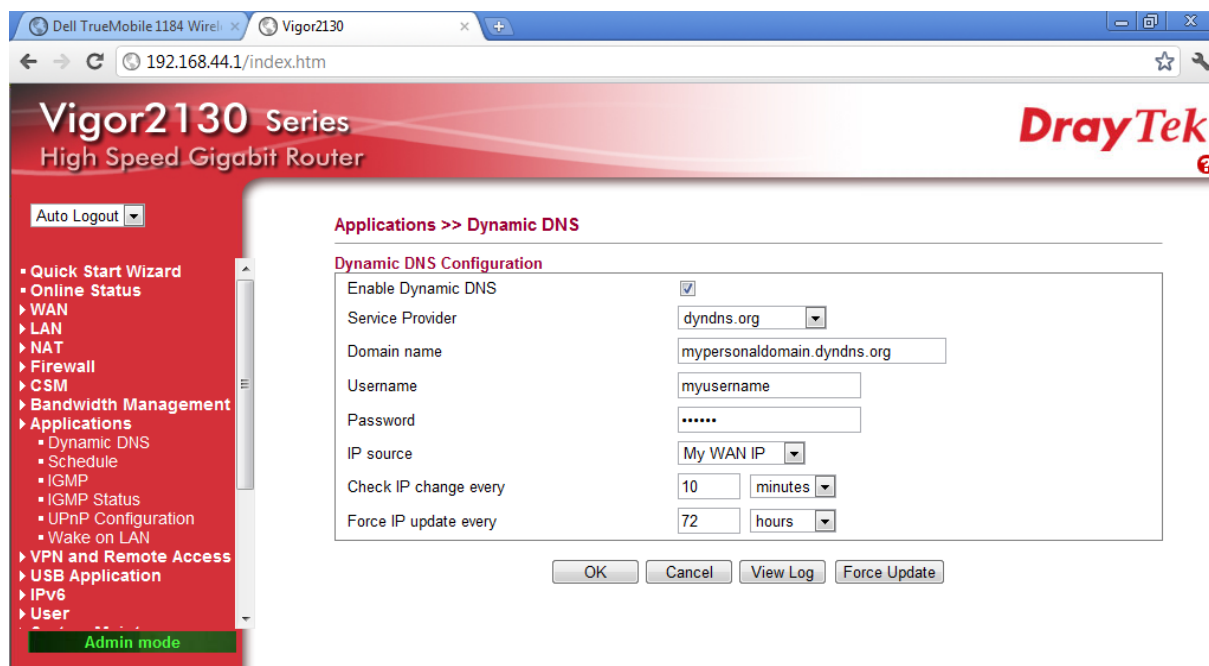 Dell TrueMobile 1184 Wirel
Vigor2130
192.168.44.1/index.htm
Vigor2130 Series
High Speed Gigabit Router
DrayTek
Auto Logout
Quick Start Wizard
Online Status
WAN
LAN
NAT
Firewall
CSM
Bandwidth Management
Applications
Dynamic DNS
Schedule
IGMP
IGMP Status
UPnP Configuration
Wake on LAN
VPN and Remote Access
USB Application
IPv6
User
Admin mode
Applications >> Dynamic DNS
Dynamic DNS Configuration
Enable Dynamic DNS
Service Provider dyndns.org
Domain name mypersonaldomain.dyndns.org
Username myusername
Password ••••••
IP source My WAN IP
Check IP change every 10 minutes
Force IP update every 72 hours
OK Cancel View Log Force Update